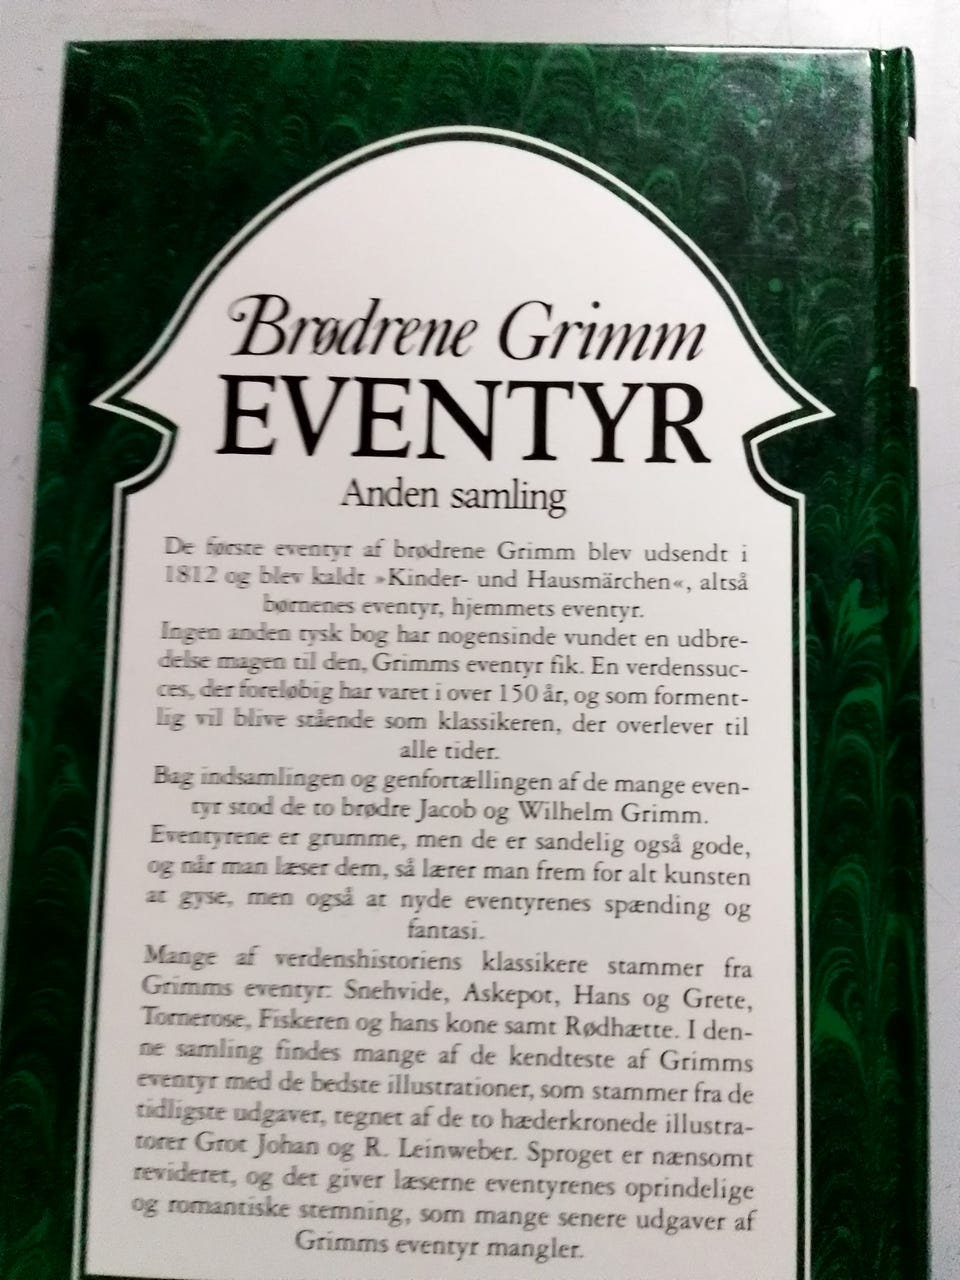 Brødrene Grimm
EVENTYR
Anden samling
De første eventyr af brødrene Grimm blev udsendt i
1812 og blev kaldt »Kinder- und Hausmärchen«, altså
børnenes eventyr, hjemmets eventyr.
Ingen anden tysk bog har nogensinde vundet en udbre-
delse magen til den, Grimms eventyr fik. En verdenssuc-
ces, der foreløbig har varet i over 150 år, og som forment-
lig vil blive stående som klassikeren, der overlever til
alle tider.
Bag indsamlingen og genfortællingen af de mange even-
tyr stod de to brødre Jacob og Wilhelm Grimm.
Eventyrene er grumme, men de er sandelig også gode,
og når man læser dem, så lærer man frem for alt kunsten
at gyse, men også at nyde eventyrenes spænding og
fantasi.
Mange af verdenshistoriens klassikere stammer fra
Grimms eventyr: Snehvide, Askepot, Hans og Grete,
Tornerose, Fiskeren og hans kone samt Rødhætte. I den-
ne samling findes mange af de kendteste af Grimms
eventyr med de bedste illustrationer, som stammer fra de
tidligste udgaver, tegnet af de to hæderkronede illustra-
torer Grot Johan og R. Leinweber. Sproget er nænsomt
revideret, og det giver læserne eventyrenes oprindelige
og romantiske stemning, som mange senere udgaver af
Grimms eventyr mangler.